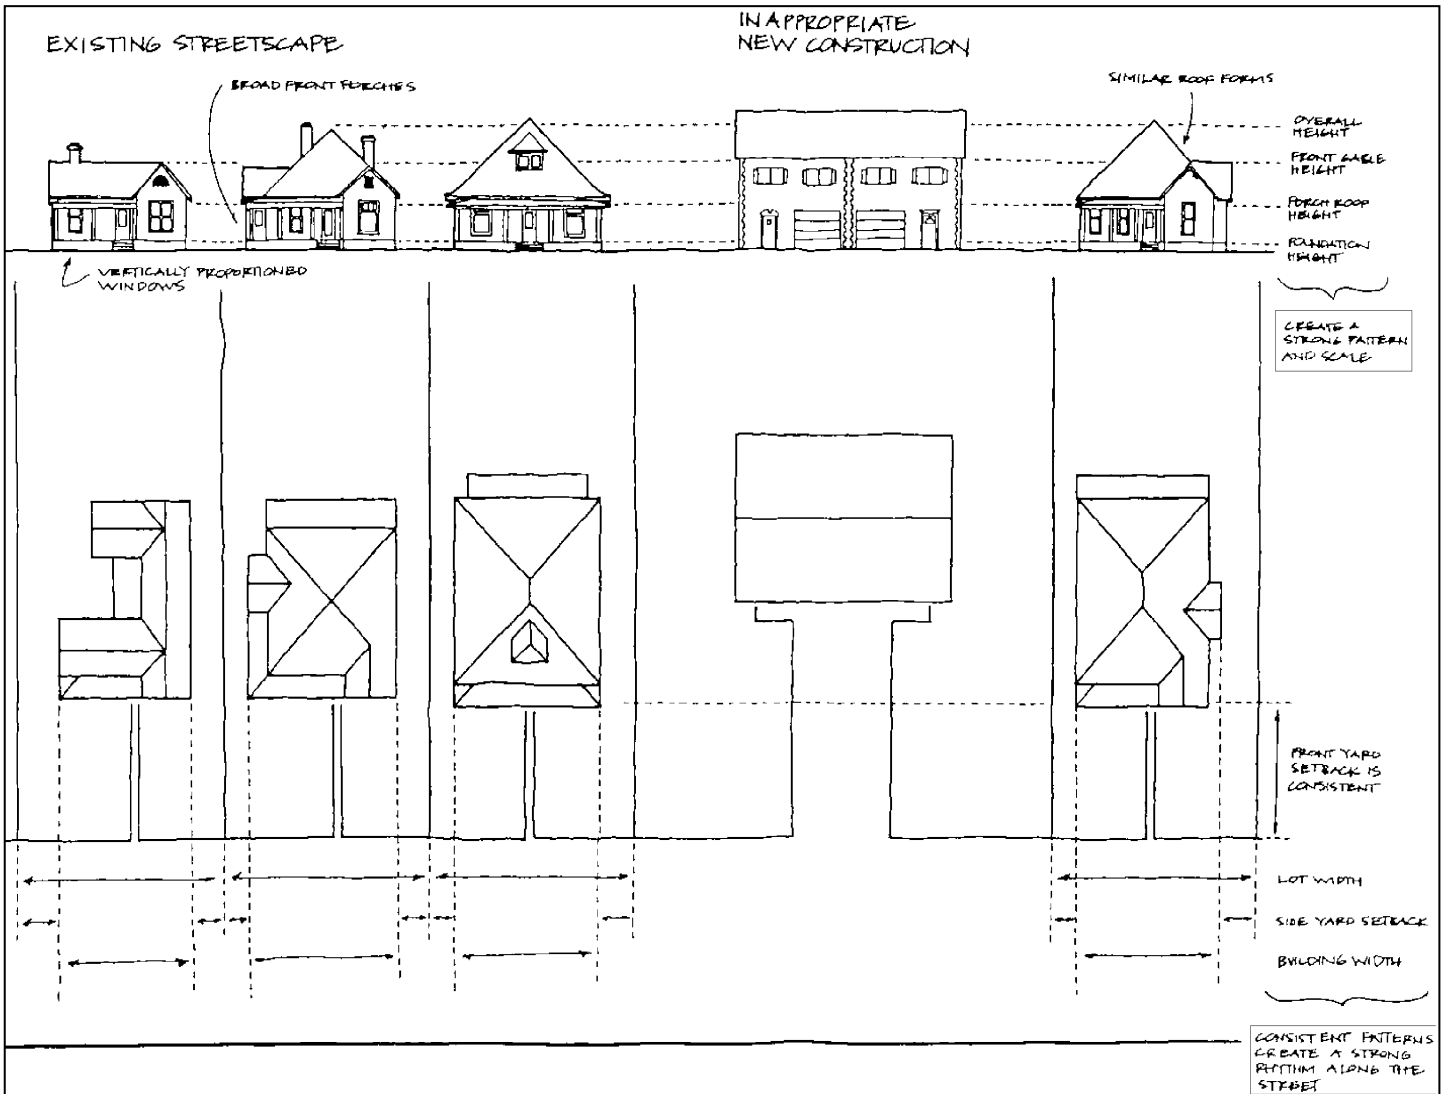 EXISTING STREETSCAPE
INAPPROPRIATE
NEW CONSTRUCTION
BROAD FRONT PORCHES
SIMILAR ROOF FORMS
OVERALL
HEIGHT
FRONT GABLE
HEIGHT
PORCH ROOF
HEIGHT
FOUNDATION
HEIGHT
VERTICALLY PROPORTIONED
WINDOWS
CREATE A
STRONG PATTERN
AND SCALE
FRONT YARD
SETBACK IS
CONSISTENT
LOT WIDTH
SIDE YARD SETBACK
BUILDING WIDTH
CONSISTENT PATTERNS
CREATE A STRONG
RHYTHM ALONG THE
STREET